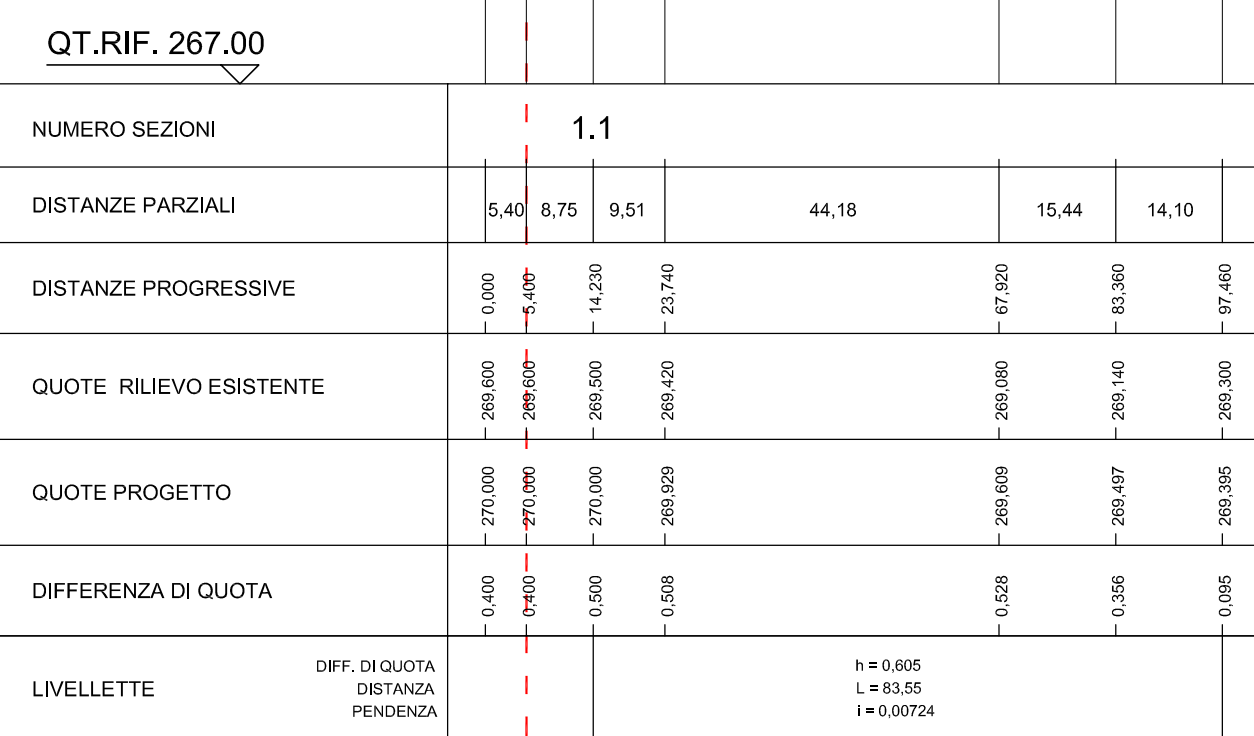 QT.RIF. 267.00
NUMERO SEZIONI 1.1
DISTANZE PARZIALI 5,40 8,75 9,51 44,18 15,44 14,10
DISTANZE PROGRESSIVE 0,000 5,400 14,230 23,740 67,920 83,360 97,460
QUOTE RILIEVO ESISTENTE 269,600 269,600 269,500 269,420 269,080 269,140 269,300
QUOTE PROGETTO 270,000 270,000 270,000 269,929 269,609 269,497 269,395
DIFFERENZA DI QUOTA 0,400 0,400 0,500 0,508 0,528 0,356 0,095
LIVELLETTE
DIFF. DI QUOTA h = 0,605
DISTANZA L = 83,55
PENDENZA i = 0,00724